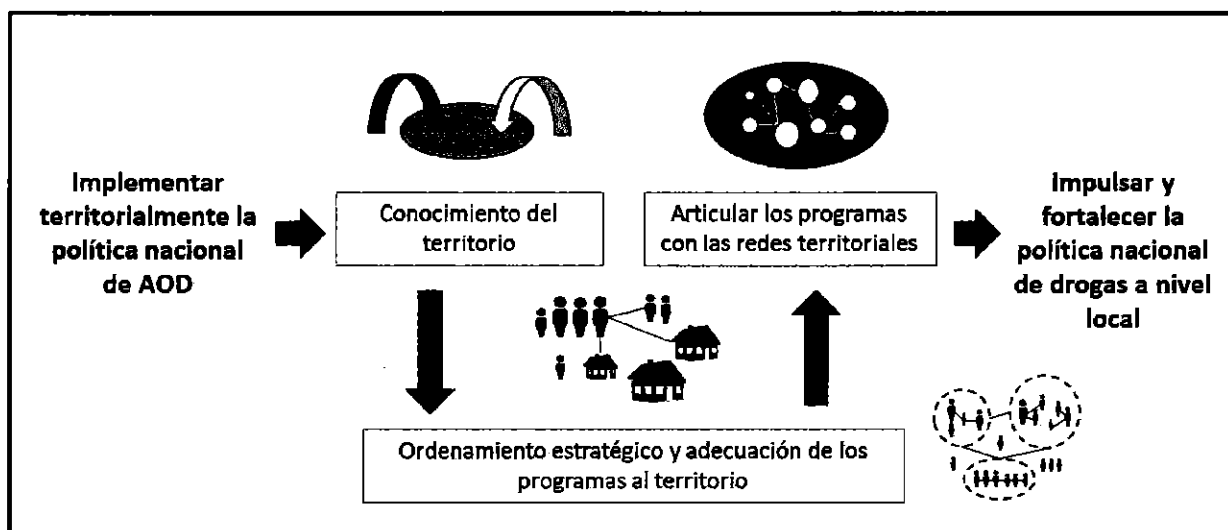 Implementar
territorialmente la
política nacional
de AOD
Conocimiento del
territorio
Articular los programas
con las redes territoriales
Impulsar y
fortalecer la
política nacional
de drogas a nivel
local
Ordenamiento estratégico y adecuación de los
programas al territorio